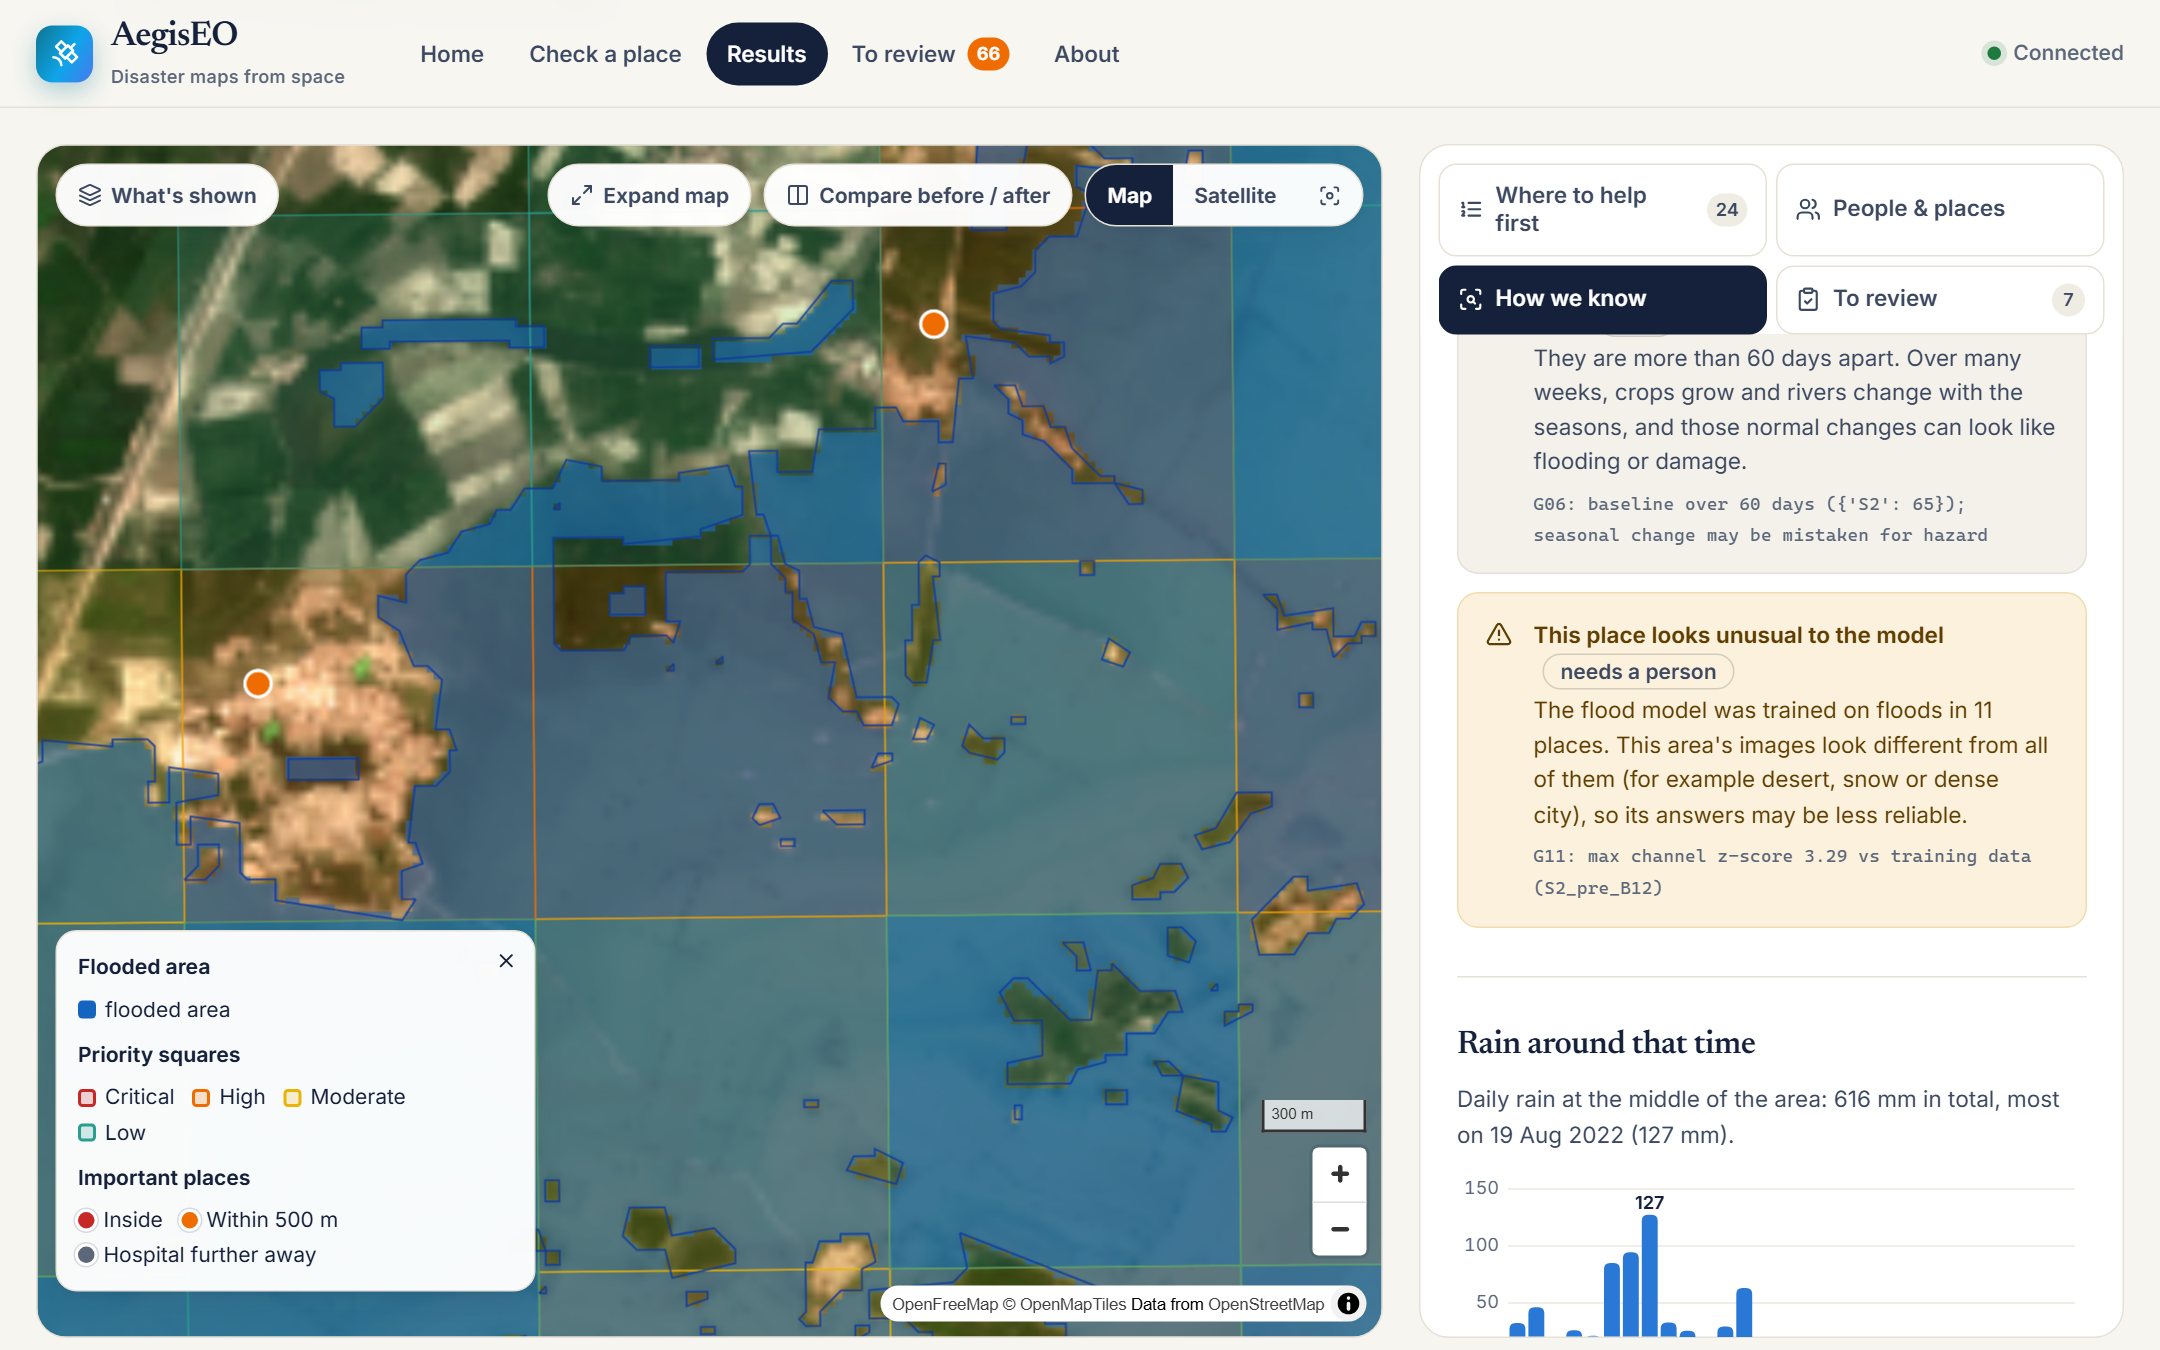 AegisEO
Disaster maps from space
Home
Check a place
Results
To review 66
About
Connected
What's shown
Expand map
Compare before / after
Map
Satellite
Flooded area
flooded area
Priority squares
Critical
High
Moderate
Low
Important places
Inside
Within 500 m
Hospital further away
300 m
+
−
OpenFreeMap © OpenMapTiles Data from OpenStreetMap
Where to help
first
24
People & places
How we know
To review
7
They are more than 60 days apart. Over many
weeks, crops grow and rivers change with the
seasons, and those normal changes can look like
flooding or damage.
G06: baseline over 60 days ({'S2': 65});
seasonal change may be mistaken for hazard
This place looks unusual to the model
needs a person
The flood model was trained on floods in 11
places. This area's images look different from all
of them (for example desert, snow or dense
city), so its answers may be less reliable.
G11: max channel z-score 3.29 vs training data
(S2_pre_B12)
Rain around that time
Daily rain at the middle of the area: 616 mm in total, most
on 19 Aug 2022 (127 mm).
150
127
100
50